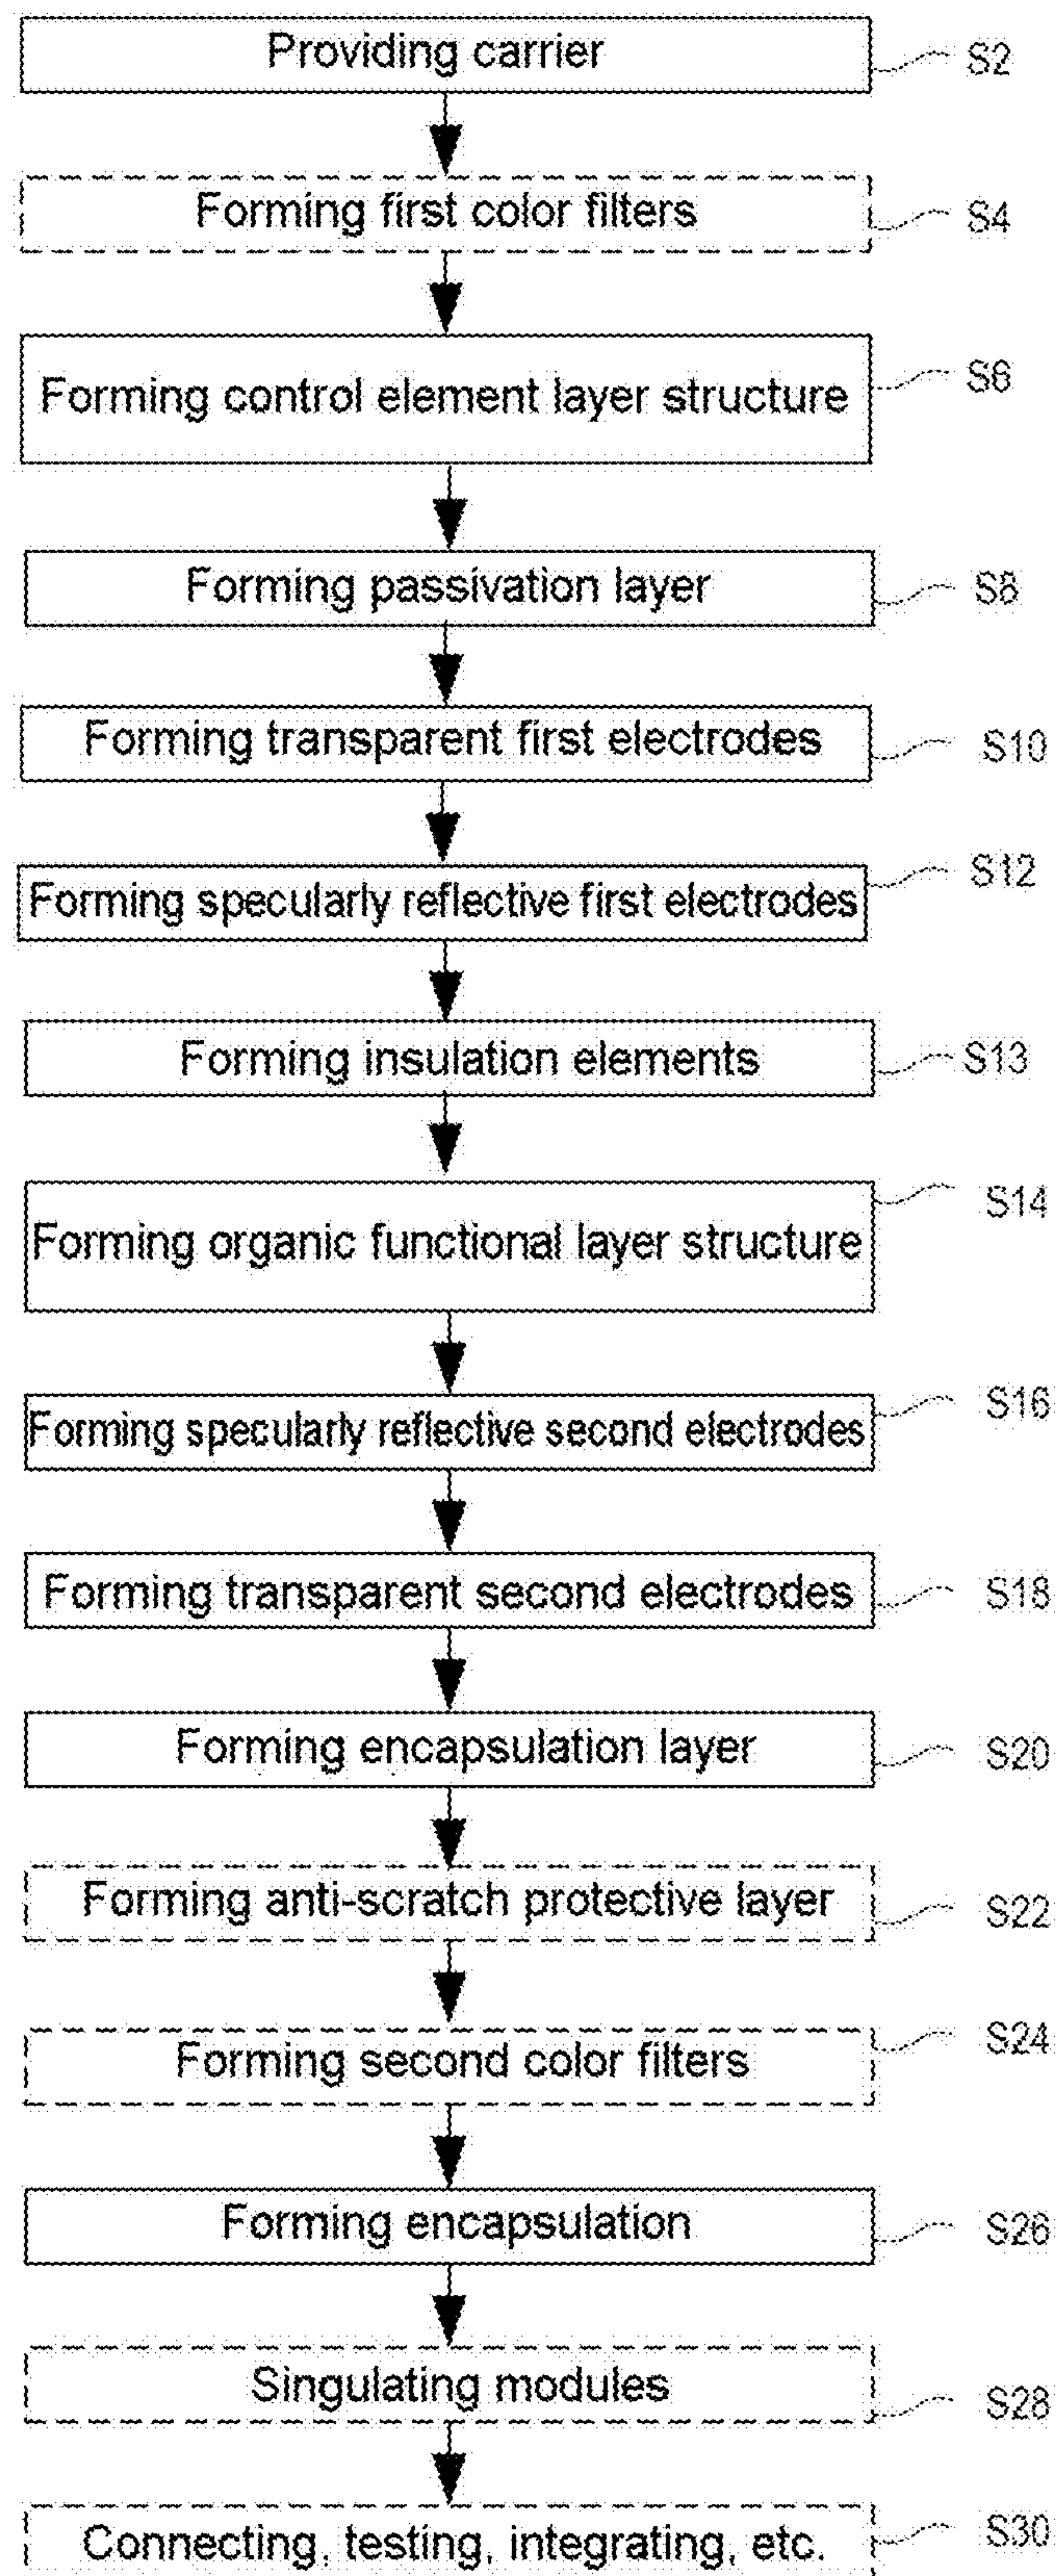 Providing carrier S2
Forming first color filters S4
Forming control element layer structure S6
Forming passivation layer S8
Forming transparent first electrodes S10
Forming specularly reflective first electrodes S12
Forming insulation elements S13
Forming organic functional layer structure S14
Forming specularly reflective second electrodes S16
Forming transparent second electrodes S18
Forming encapsulation layer S20
Forming anti-scratch protective layer S22
Forming second color filters S24
Forming encapsulation S26
Singulating modules S28
Connecting, testing, integrating, etc. S30